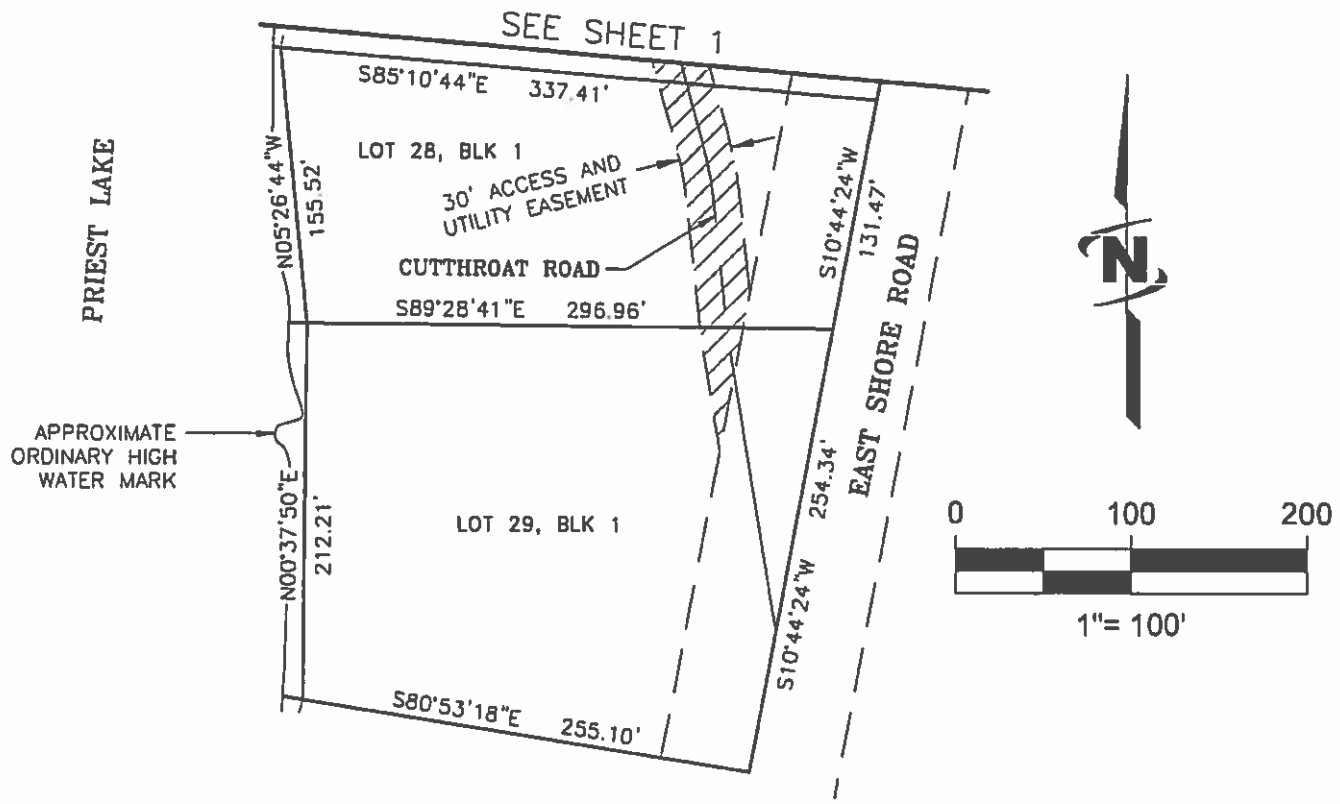 SEE SHEET 1
S85°10'44"E 337.41'
LOT 28, BLK 1
30' ACCESS AND
UTILITY EASEMENT
CUTTHROAT ROAD
PRIEST LAKE
N05°26'44"W
155.52'
S10°44'24"W
131.47'
S89°28'41"E 296.96'
EAST SHORE ROAD
N
APPROXIMATE
ORDINARY HIGH
WATER MARK
N00°37'50"E
212.21'
LOT 29, BLK 1
S10°44'24"W 254.34'
S80°53'18"E 255.10'
0 100 200
1"= 100'